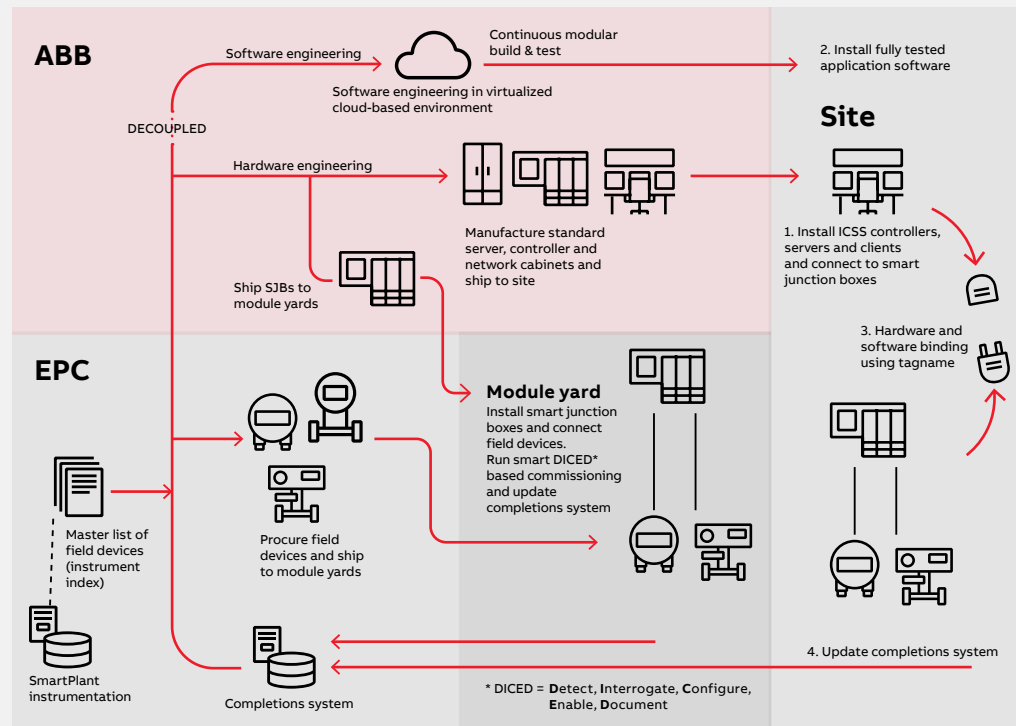 ABB
Software engineering
Continuous modular
build & test
Software engineering in virtualized
cloud-based environment
2. Install fully tested
application software
DECOUPLED
Site
Hardware engineering
Manufacture standard
server, controller and
network cabinets and
ship to site
1. Install ICSS controllers,
servers and clients
and connect to smart
junction boxes
Ship SJBs to
module yards
3. Hardware and
software binding
using tagname
EPC
Module yard
Install smart junction
boxes and connect
field devices.
Run smart DICED*
based commissioning
and update
completions system
Master list of
field devices
(instrument
index)
Procure field
devices and ship
to module yards
SmartPlant
instrumentation
Completions system
4. Update completions system
* DICED = Detect, Interrogate, Configure,
Enable, Document